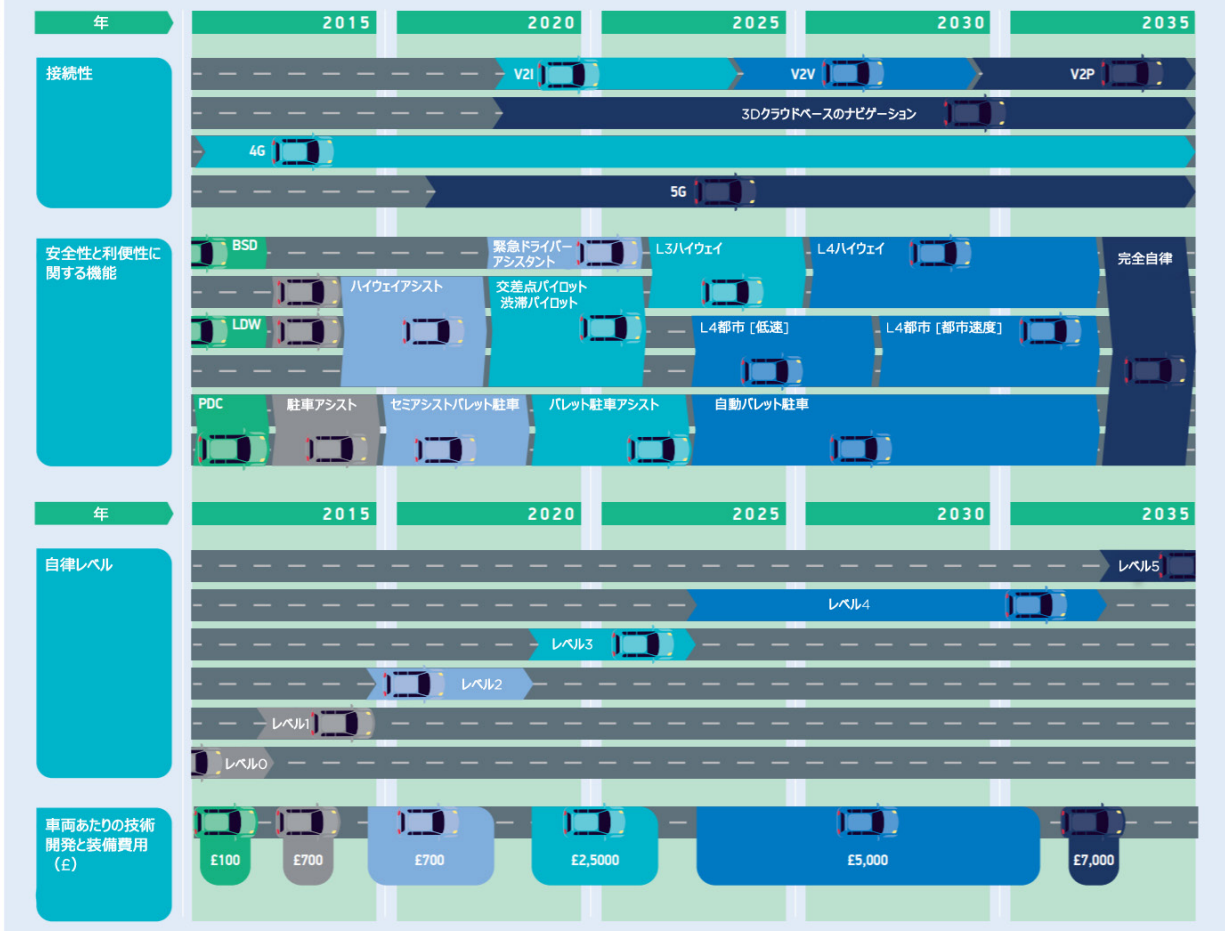 年
2015
2020
2025
2030
2035
接続性
V2I
V2V
V2P
3Dクラウドベースのナビゲーション
4G
5G
安全性と利便性に
関する機能
BSD
緊急ドライバー
アシスタント
L3ハイウェイ
L4ハイウェイ
完全自律
ハイウェイアシスト
交差点パイロット
渋滞パイロット
LDW
L4都市 [低速]
L4都市 [都市速度]
PDC
駐車アシスト
セミアシストバレット駐車
バレット駐車アシスト
自動バレット駐車
年
2015
2020
2025
2030
2035
自律レベル
レベル5
レベル4
レベル3
レベル2
レベル1
レベル0
車両あたりの技術
開発と装備費用
（£）
£100
£700
£700
£2,5000
£5,000
£7,000